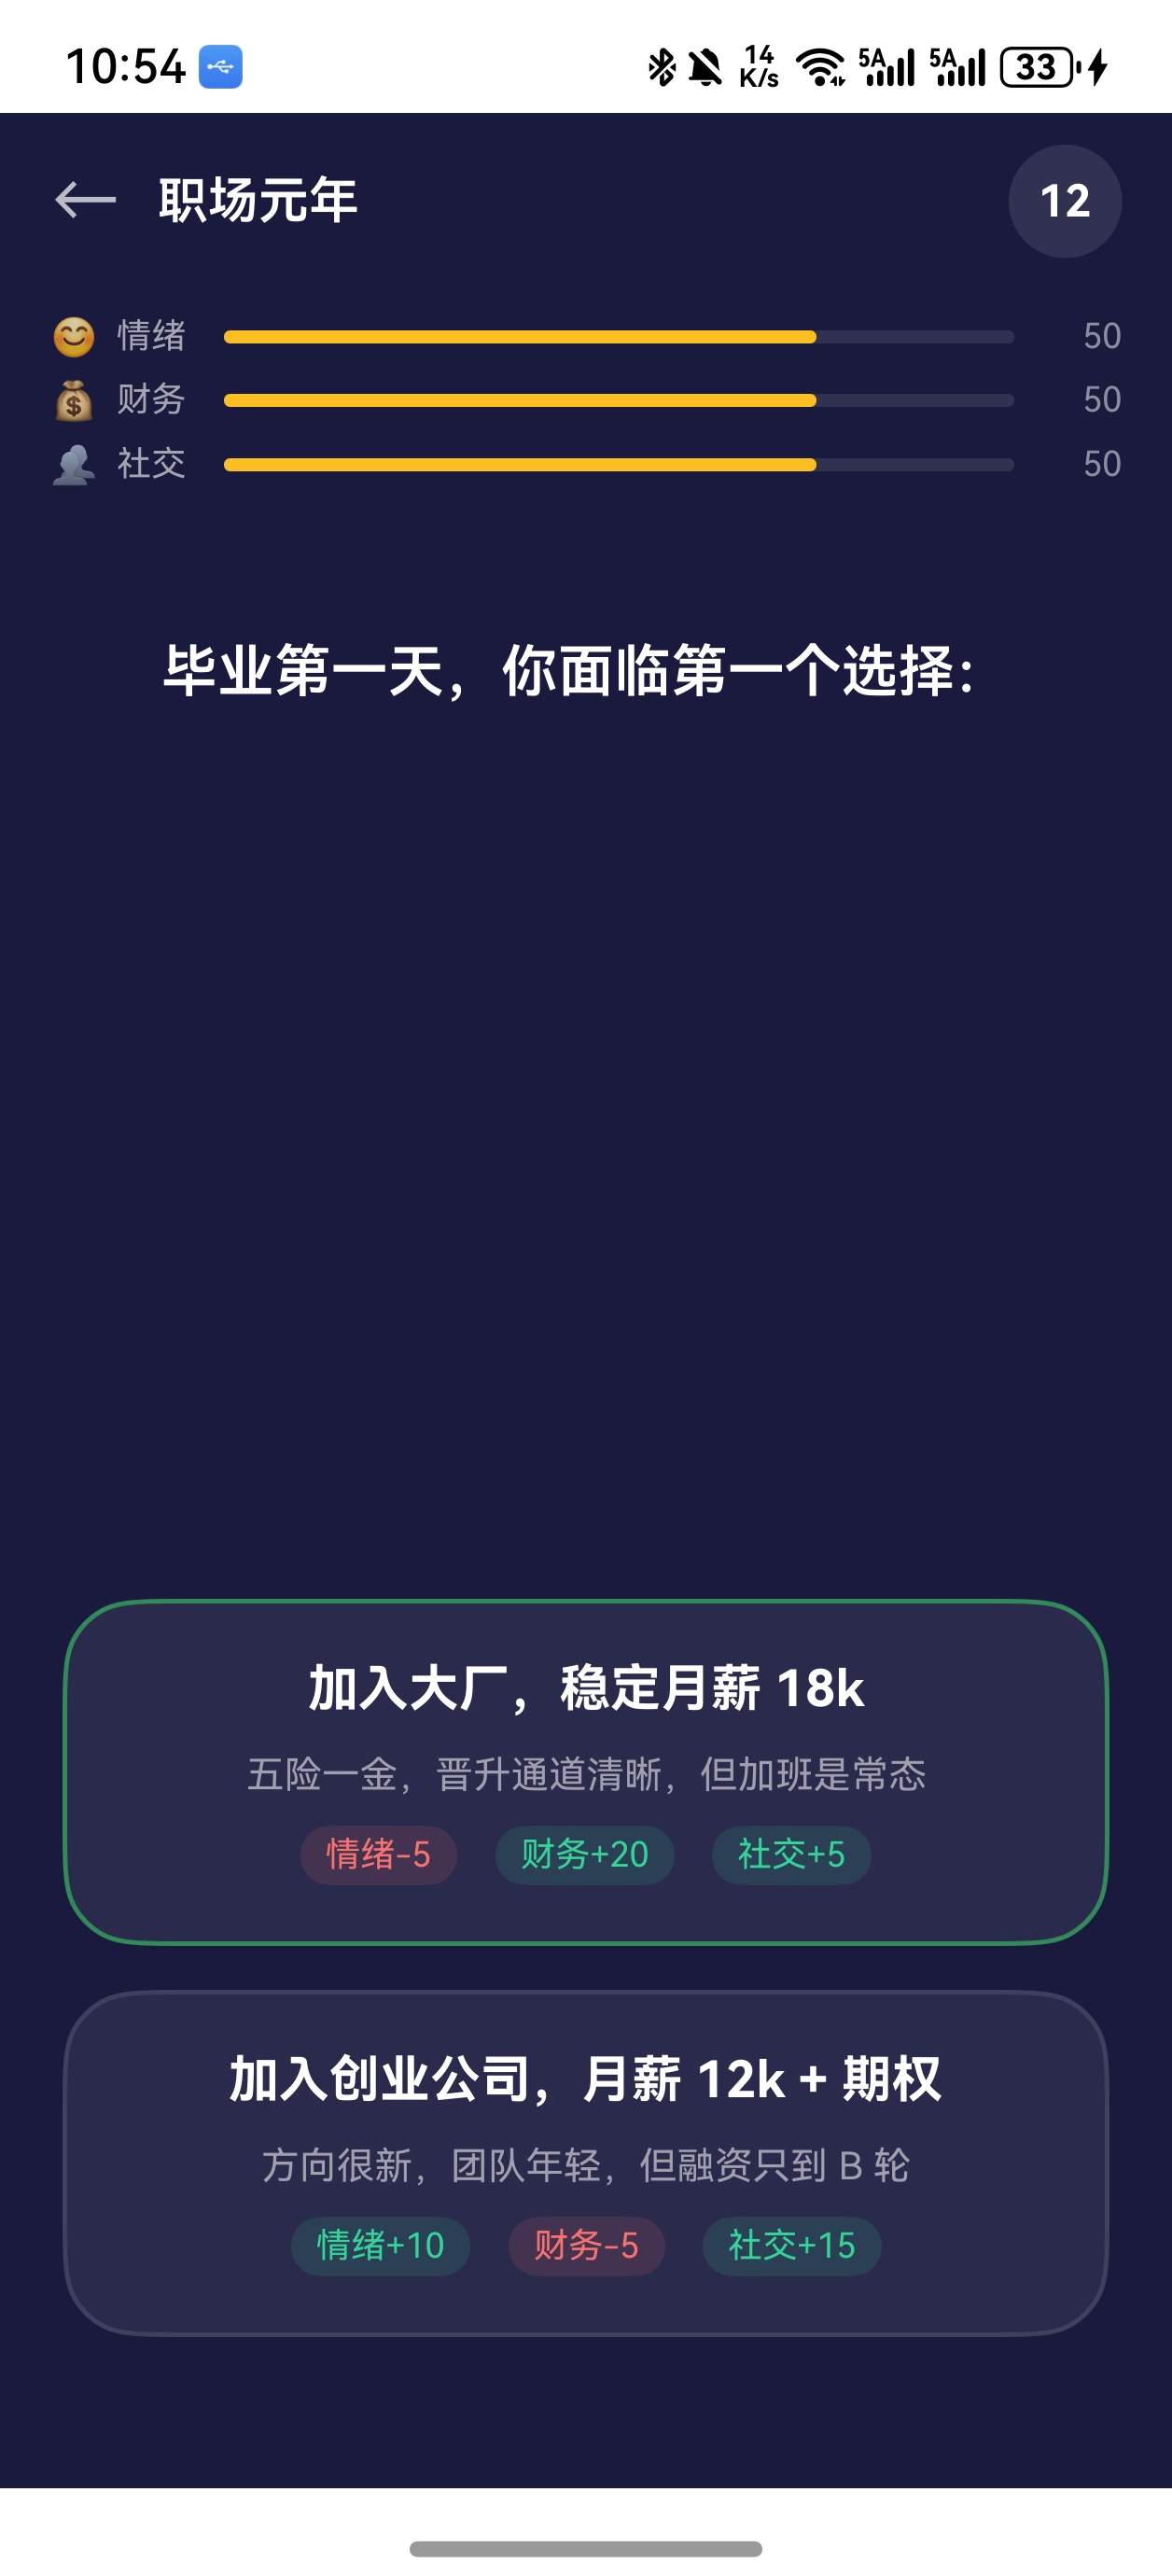 10:54
14
K/s
5A
5A
33
职场元年
12
情绪 50
财务 50
社交 50
毕业第一天，你面临第一个选择：
加入大厂，稳定月薪 18k
五险一金，晋升通道清晰，但加班是常态
情绪-5 财务+20 社交+5
加入创业公司，月薪 12k + 期权
方向很新，团队年轻，但融资只到 B 轮
情绪+10 财务-5 社交+15